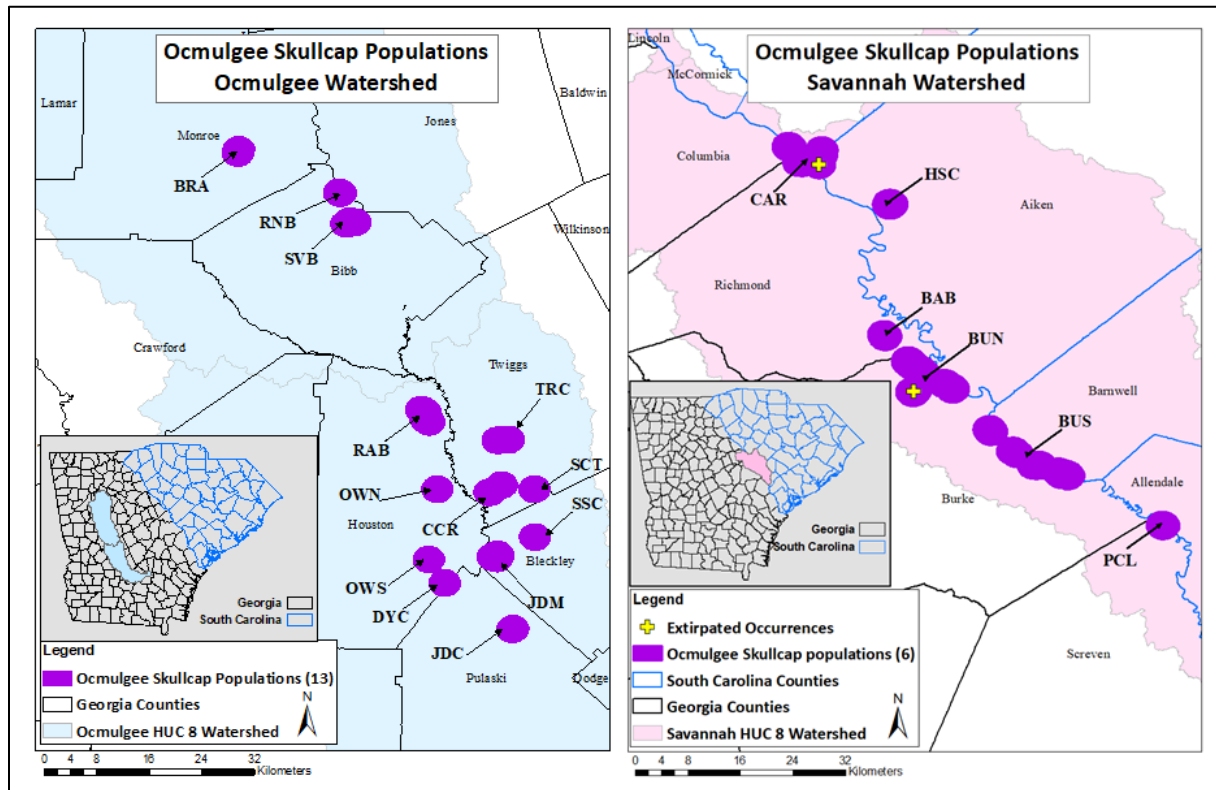 Ocmulgee Skullcap Populations
Ocmulgee Watershed
Lamar
Monroe
Jones
Baldwin
BRA
RNB
SVB
Bibb
Wilkinson
Crawford
Twiggs
TRC
RAB
SCT
OWN
CCR
SSC
Houston
Bleckley
OWS
DYC
JDM
JDC
Pulaski
Dodge
Georgia
South Carolina
Legend
Ocmulgee Skullcap Populations (13)
Georgia Counties
Ocmulgee HUC 8 Watershed
N
0 4 8 16 24 32
Kilometers
Ocmulgee Skullcap Populations
Savannah Watershed
Lincoln
McCormick
Columbia
CAR
HSC
Aiken
Richmond
BAB
BUN
Barnwell
BUS
Allendale
Burke
PCL
Screven
Georgia
South Carolina
Legend
Extirpated Occurrences
Ocmulgee Skullcap populations (6)
South Carolina Counties
Georgia Counties
Savannah HUC 8 Watershed
N
0 4 8 16 24 32
Kilometers